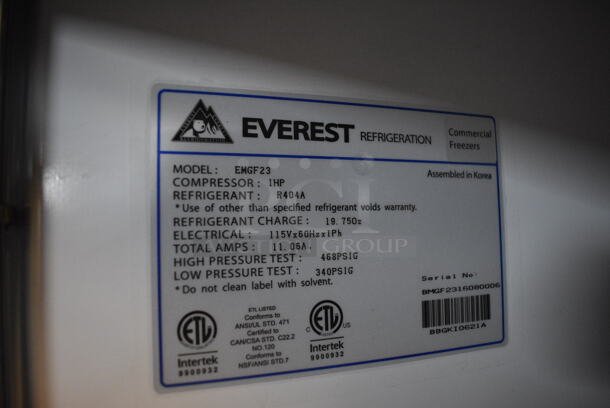 EVEREST REFRIGERATION
Commercial Freezers
Assembled in Korea
MODEL: EMGF23
COMPRESSOR: 1HP
REFRIGERANT: R404A
*Use of other than specified refrigerant voids warranty.
REFRIGERANT CHARGE: 19.75Oz
ELECTRICAL: 115Vx60Hzx1Ph
TOTAL AMPS: 11.06A.
HIGH PRESSURE TEST: 468PSIG
LOW PRESSURE TEST: 340PSIG
*Do not clean label with solvent.
Serial No:
BMGF2316080006
BBGKI0621A
ETL
Intertek
9900932
ETL LISTED
Conforms to
ANSI/UL STD. 471
Certified to
CAN/CSA STD. C22.2
NO.120
Conforms to
NSF/ANSI STD.7
C ETL US
Intertek
9900932
GROUP